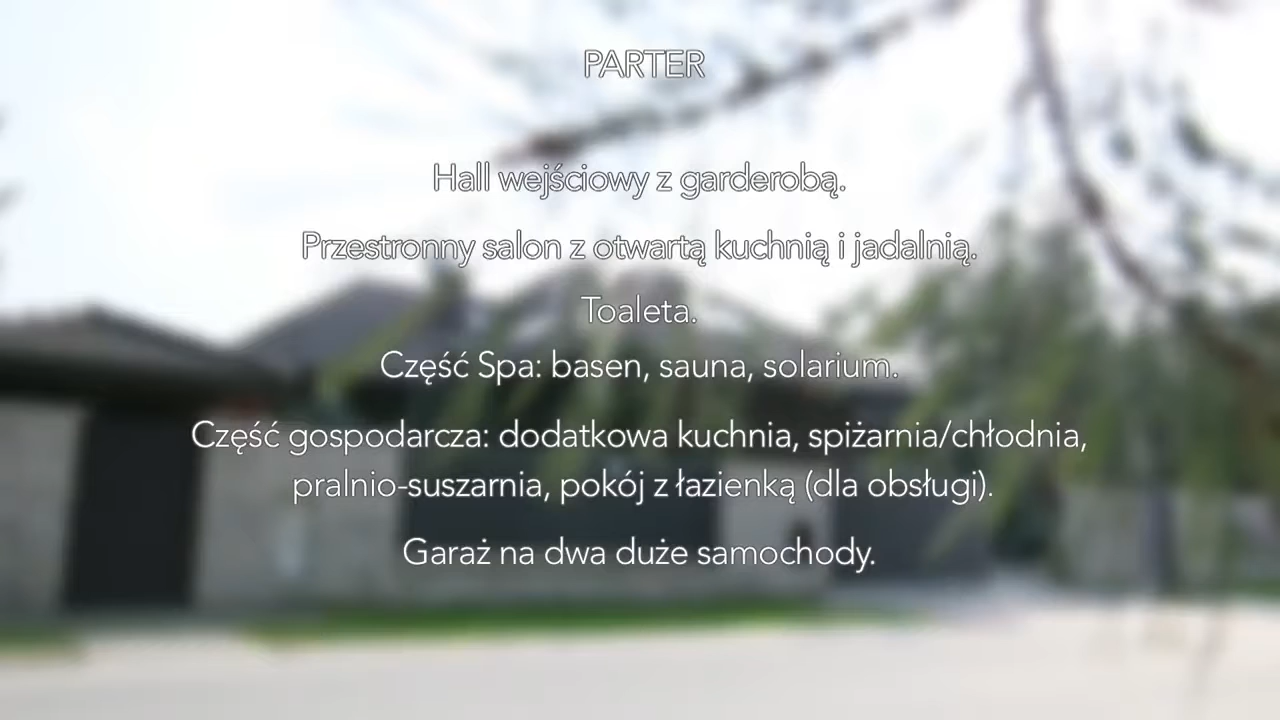 PARTER
Hall wejściowy z garderobą.
Przestronny salon z otwartą kuchnią i jadalnią.
Toaleta.
Część Spa: basen, sauna, solarium.
Część gospodarcza: dodatkowa kuchnia, spiżarnia/chłodnia,
pralnio-suszarnia, pokój z łazienką (dla obsługi).
Garaż na dwa duże samochody.